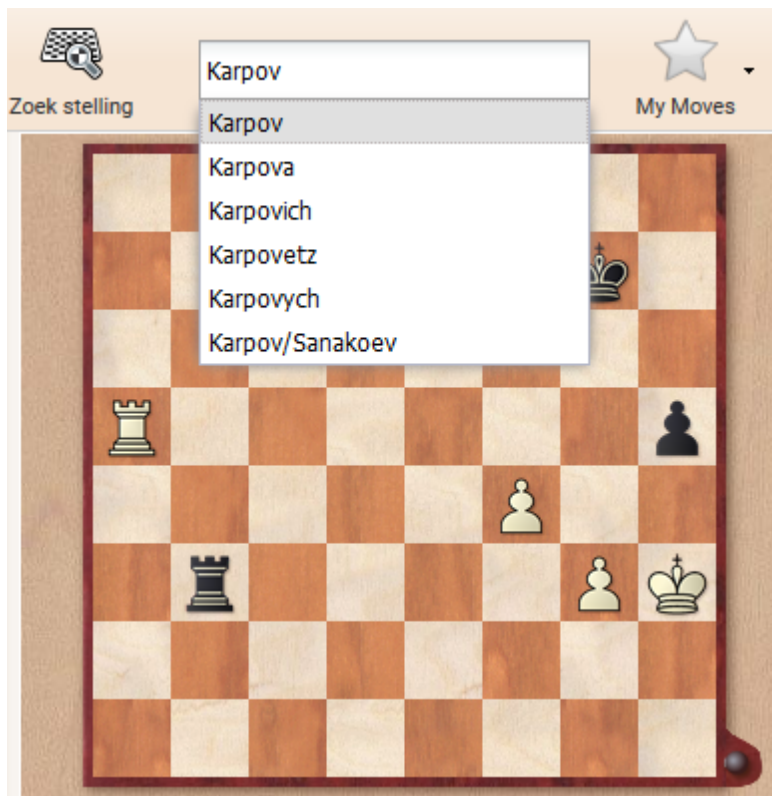 Karpov
Zoek stelling
My Moves
Karpov
Karpova
Karpovich
Karpovetz
Karpovych
Karpov/Sanakoev